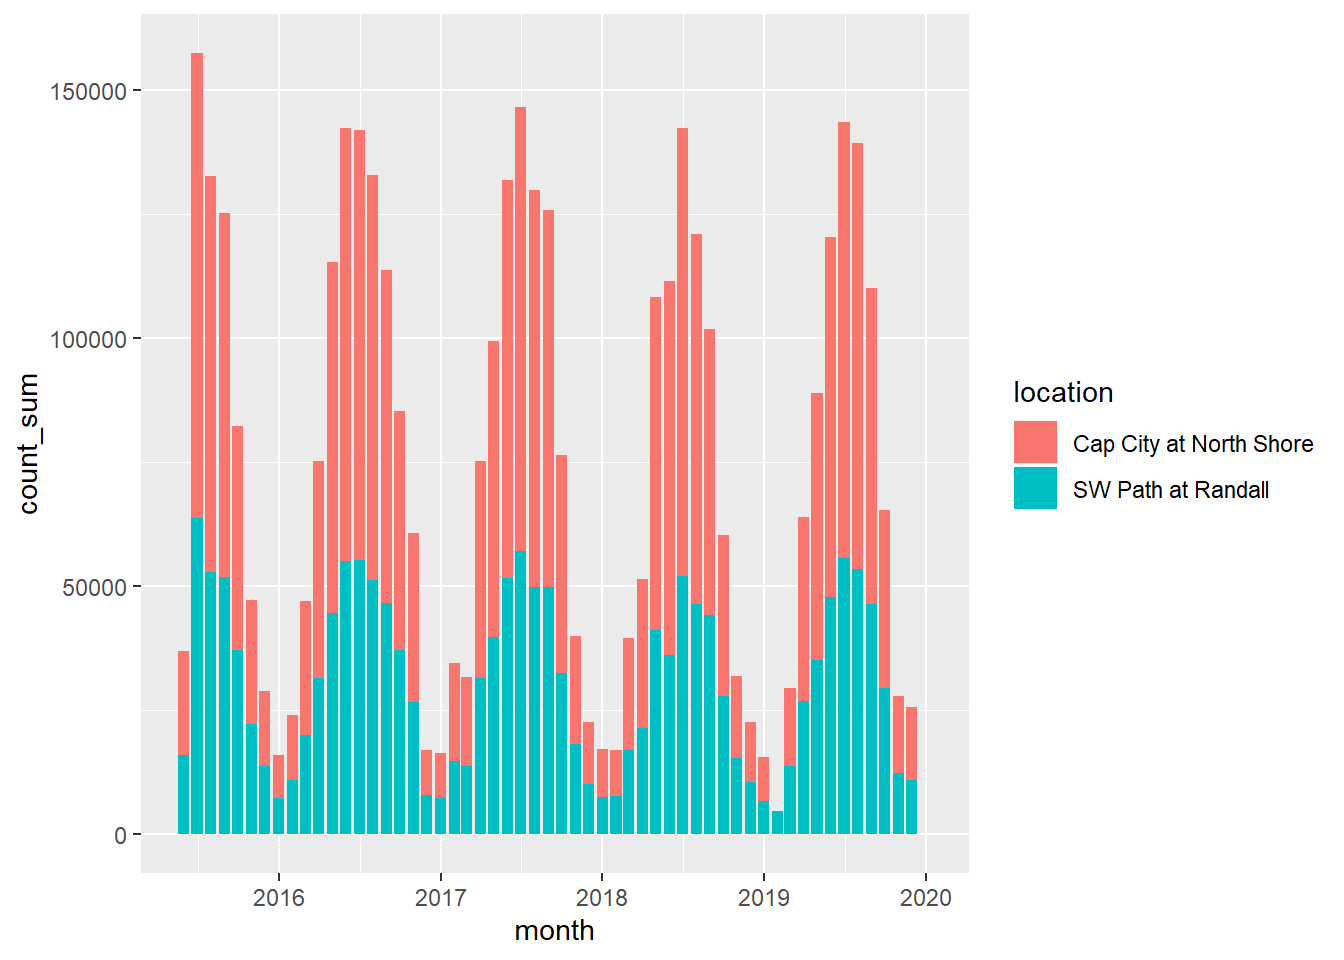 150000
100000
50000
0
count_sum
2016 2017 2018 2019 2020
month
location
Cap City at North Shore
SW Path at Randall